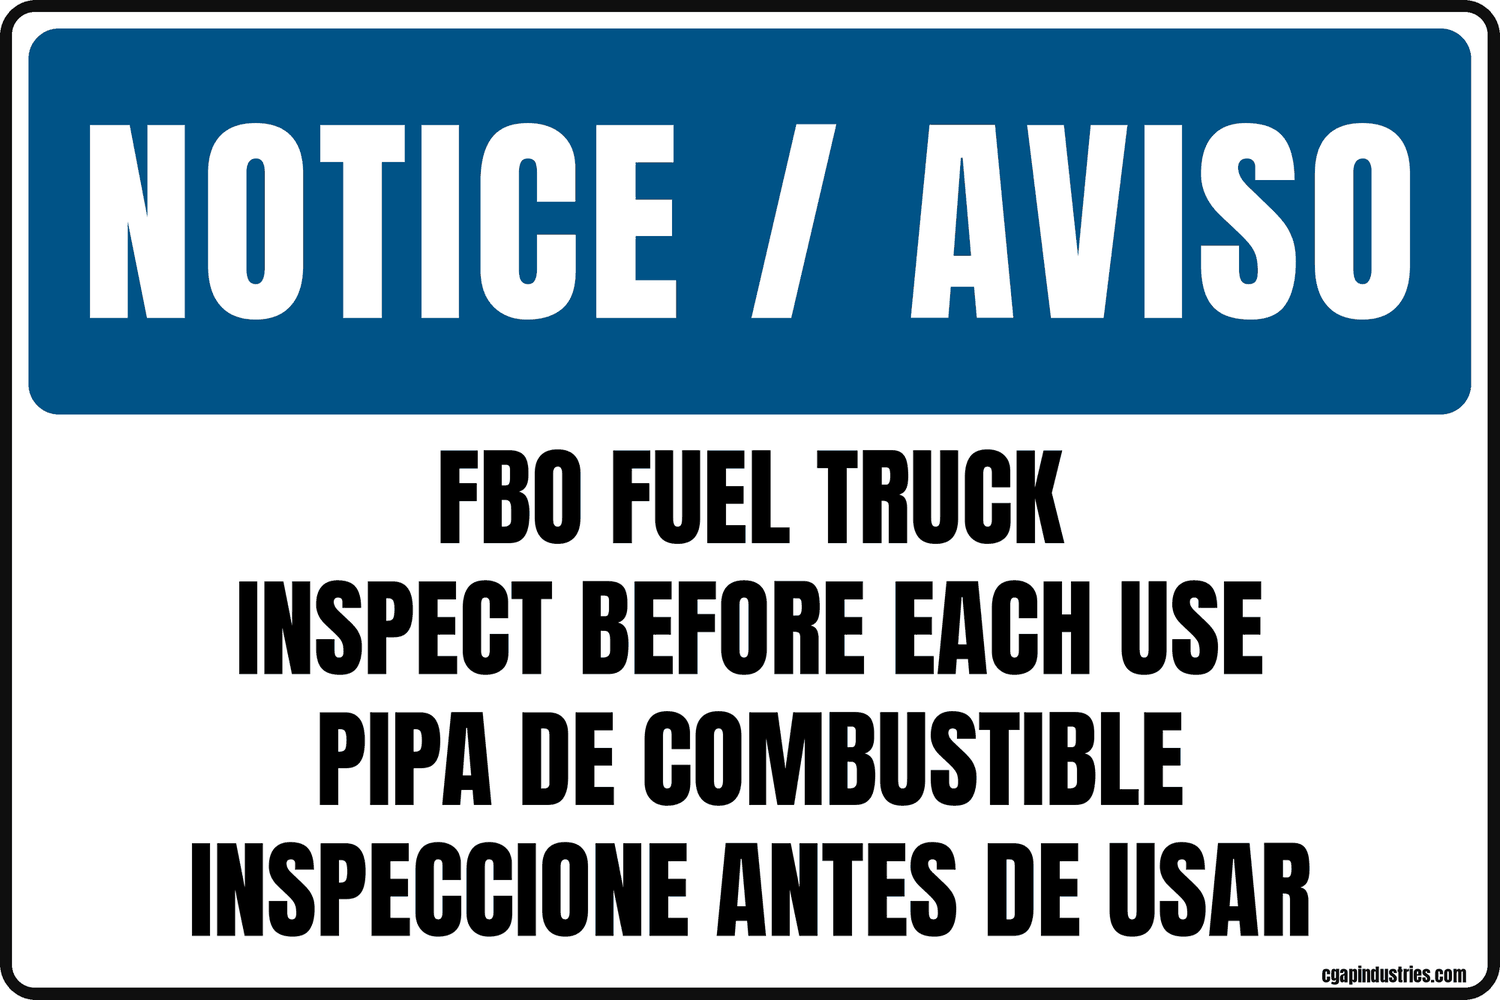 NOTICE / AVISO
FBO FUEL TRUCK
INSPECT BEFORE EACH USE
PIPA DE COMBUSTIBLE
INSPECCIONE ANTES DE USAR
cgapindustries.com